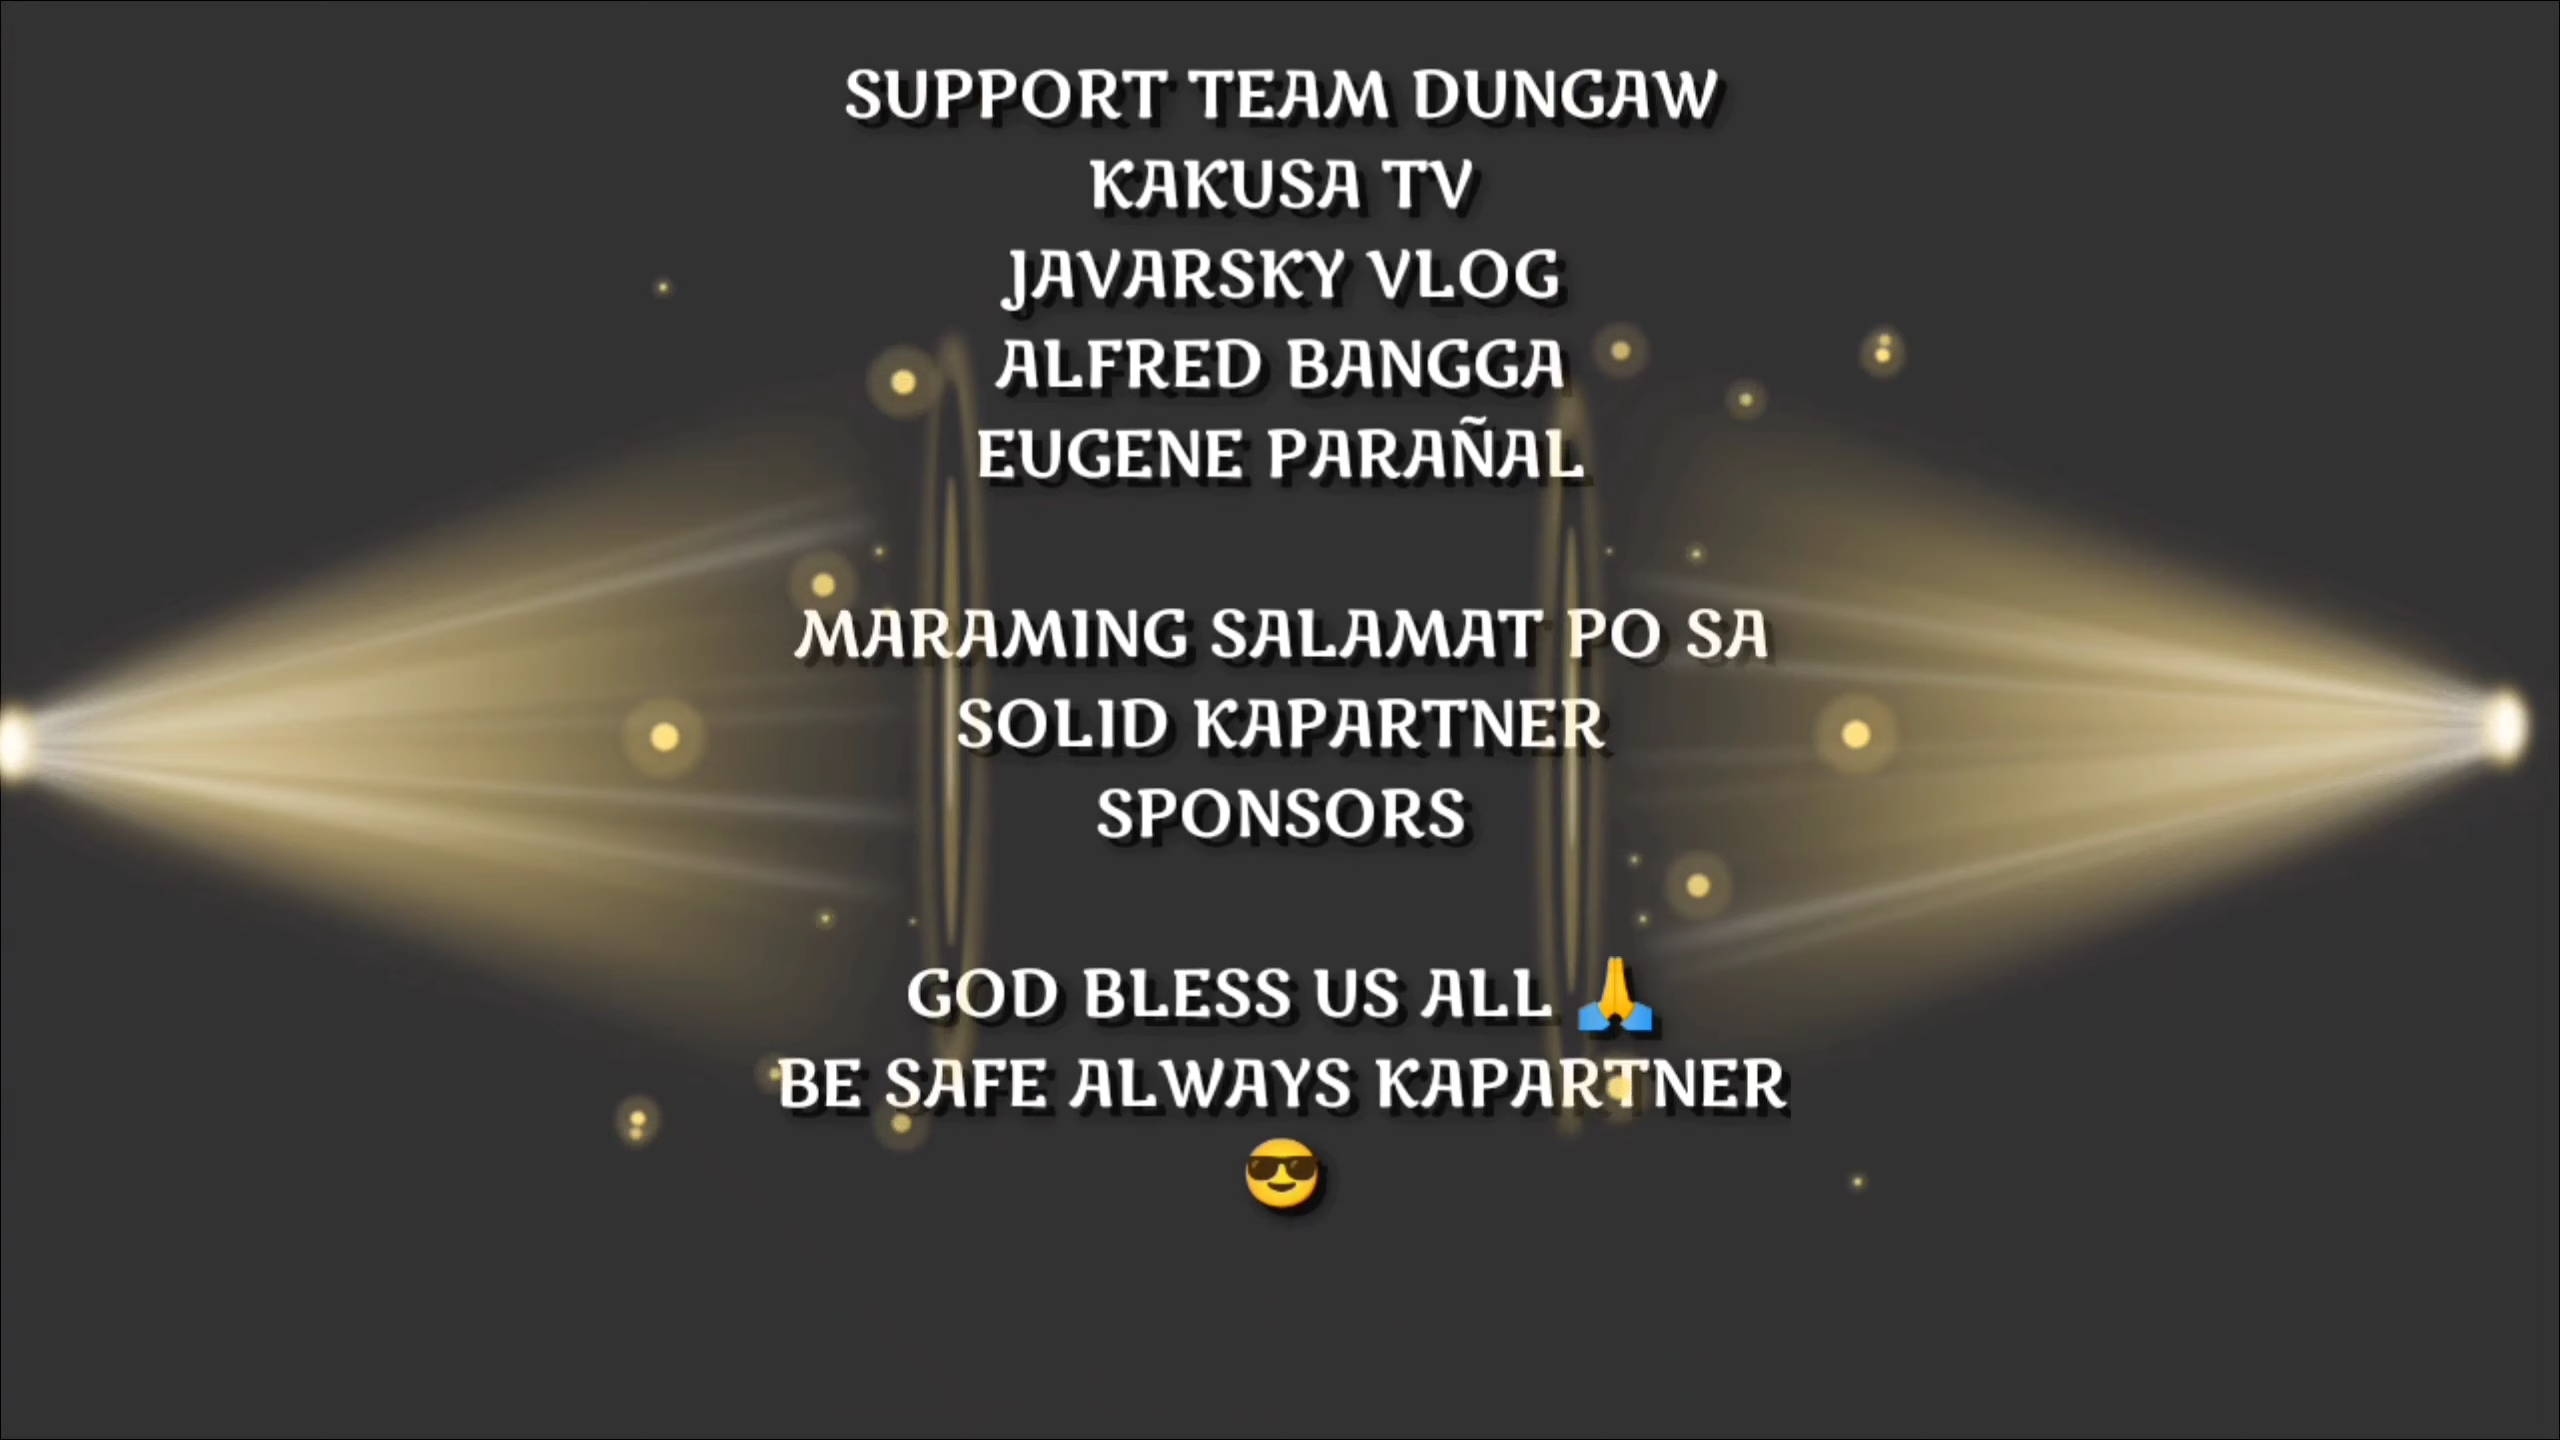 SUPPORT TEAM DUNGAW
KAKUSA TV
JAVARSKY VLOG
ALFRED BANGGA
EUGENE PARAÑAL
MARAMING SALAMAT PO SA
SOLID KAPARTNER
SPONSORS
GOD BLESS US ALL 🙏
BE SAFE ALWAYS KAPARTNER
😎